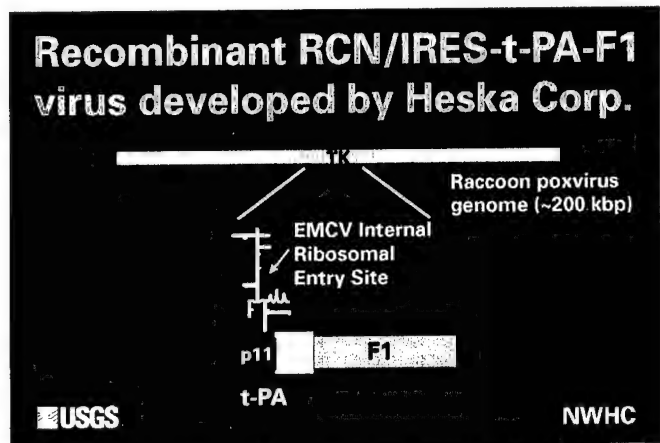 Recombinant RCN/IRES-t-PA-F1
virus developed by Heska Corp.
TK
Raccoon poxvirus
genome (~200 kbp)
EMCV Internal
Ribosomal
Entry Site
p11
F1
t-PA
USGS
NWHC